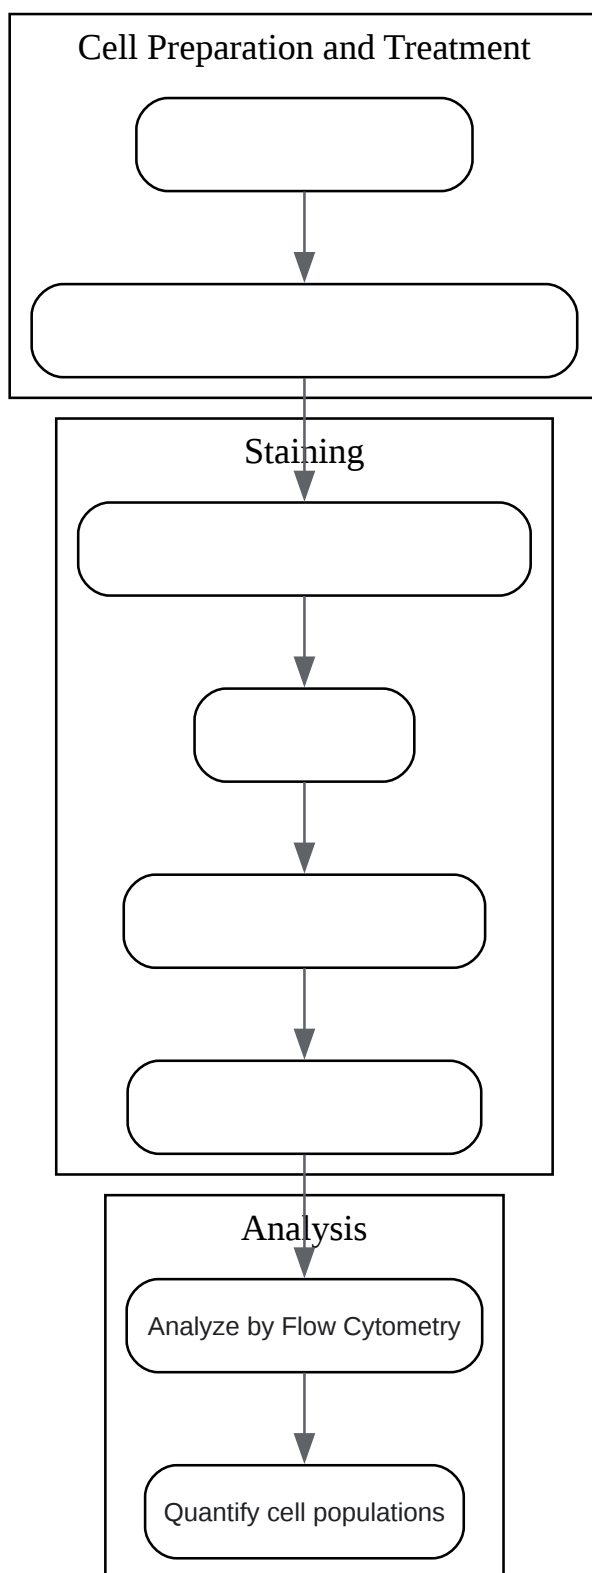 Cell Preparation and Treatment
Staining
Analysis
Analyze by Flow Cytometry
Quantify cell populations